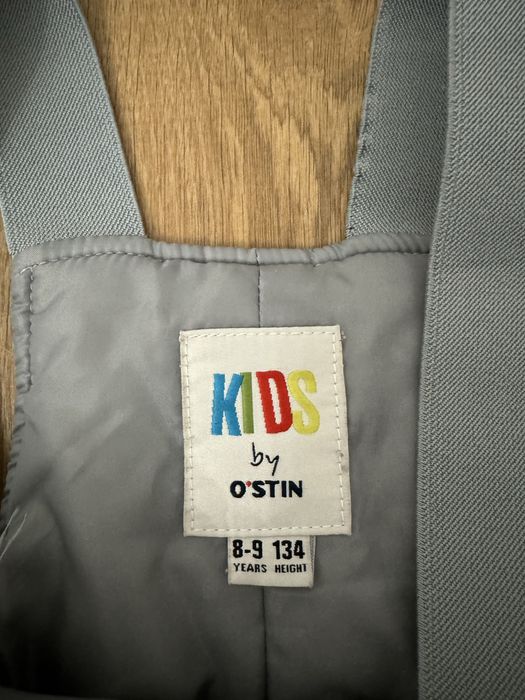 KIDS
by
O'STIN
8-9 134
YEARS HEIGHT